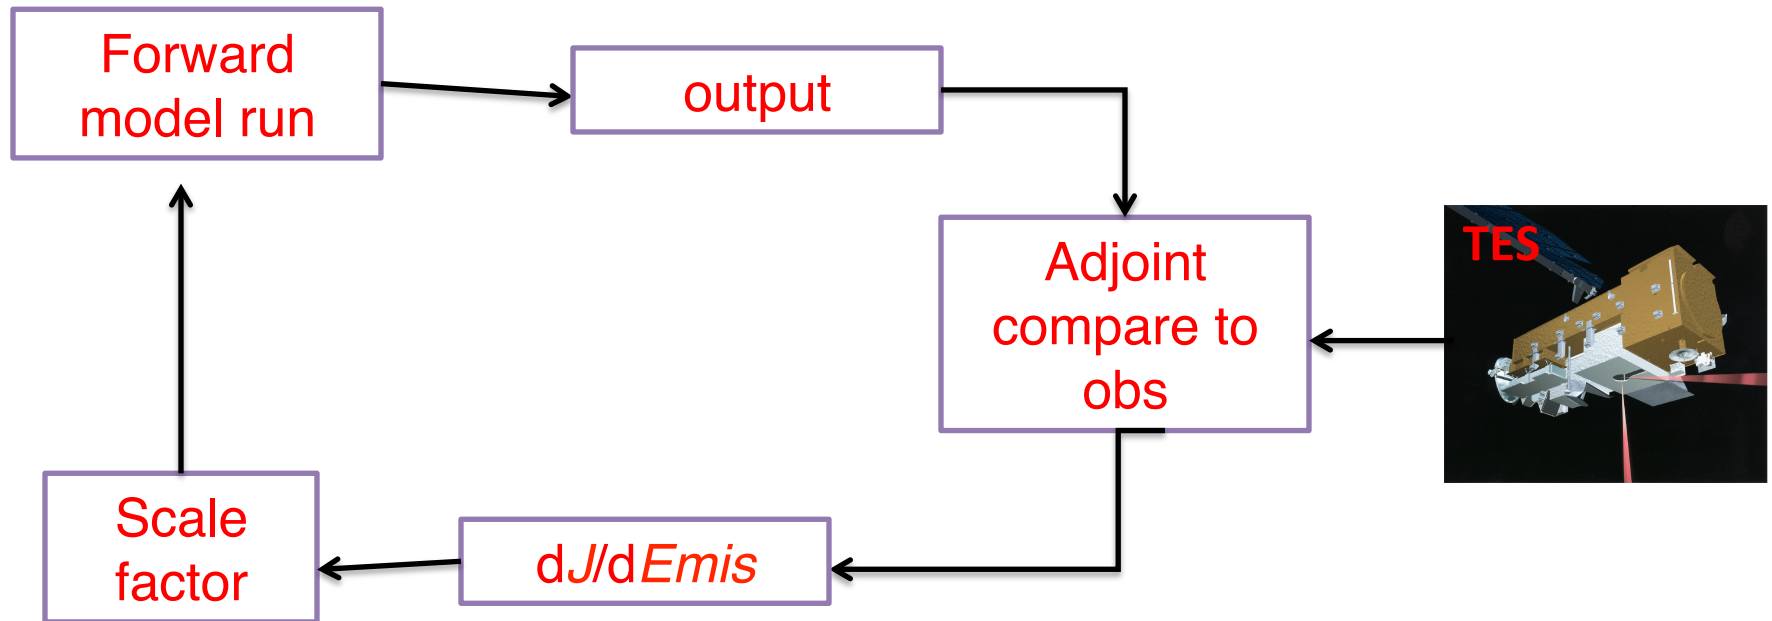 Forward
model run
output
TES
Adjoint
compare to
obs
Scale
factor
dJ/dEmis